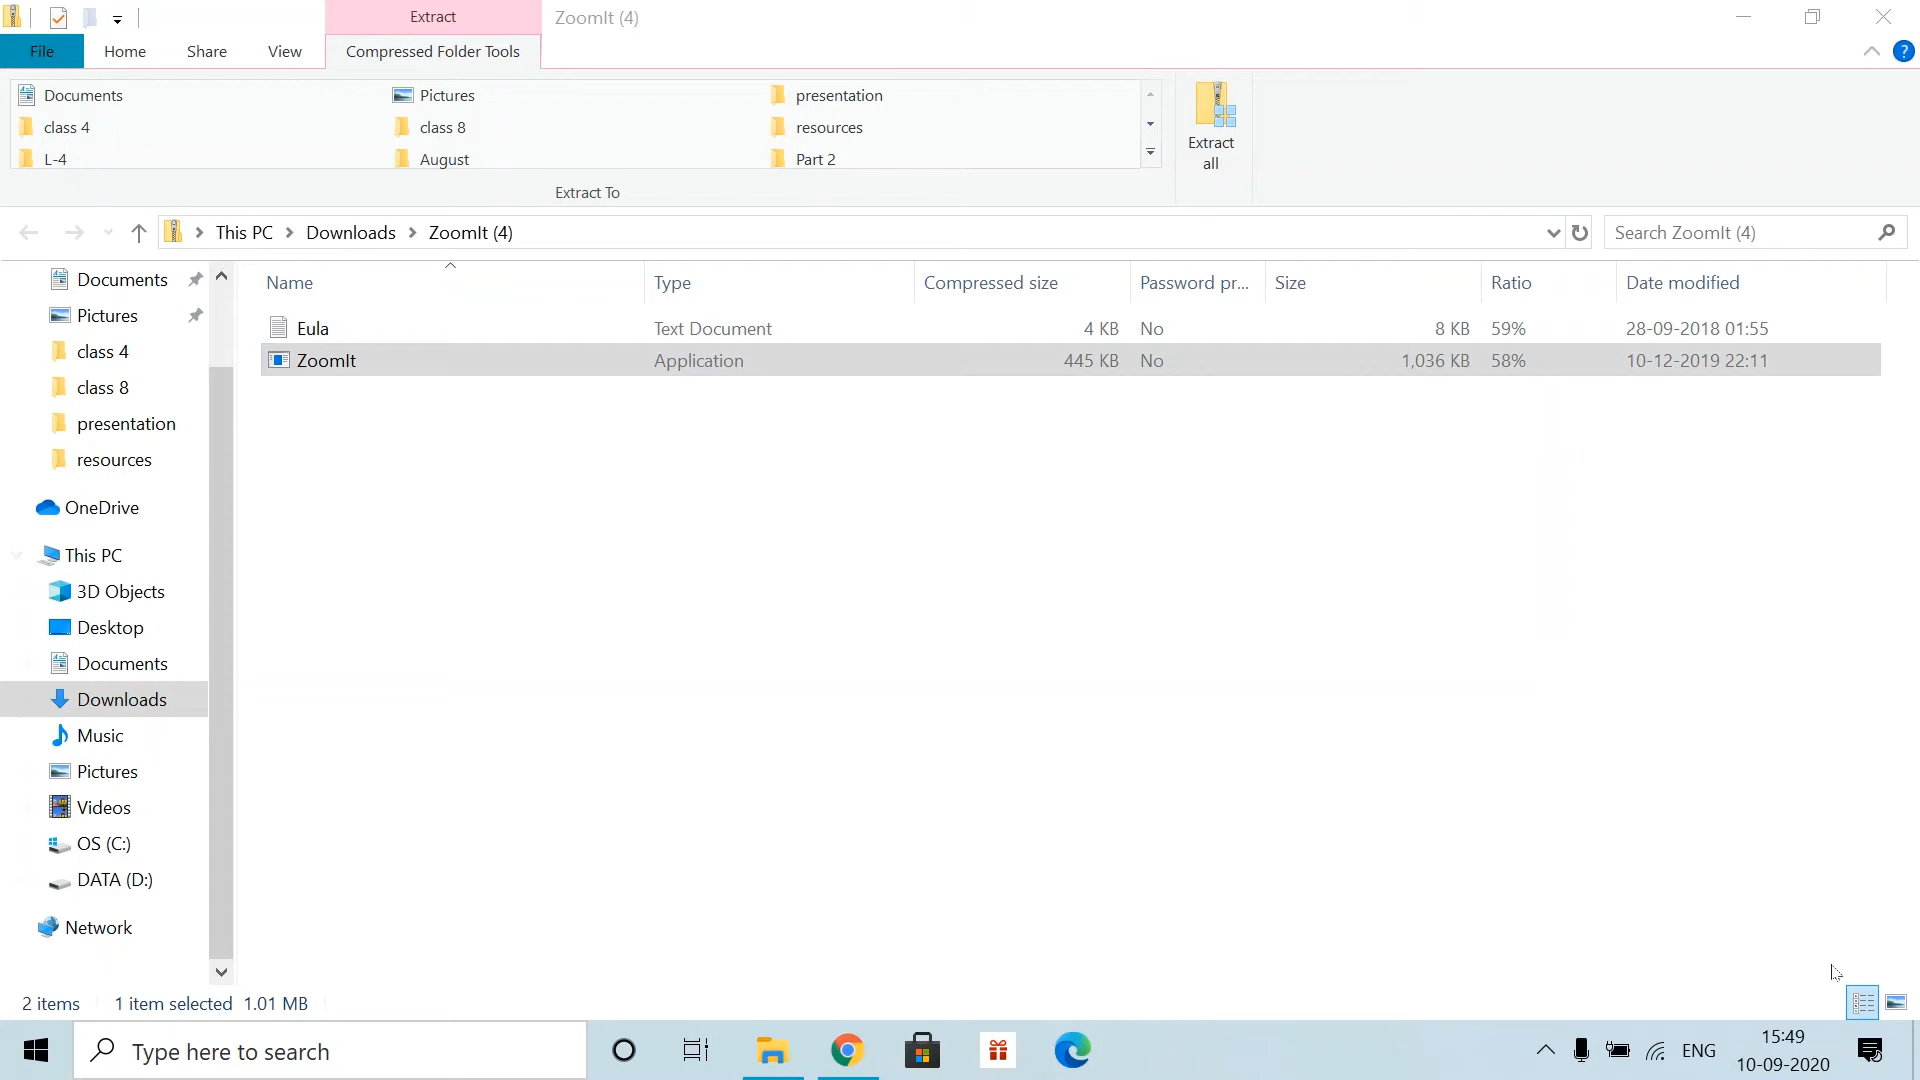 Extract
ZoomIt (4)
File Home Share View Compressed Folder Tools
?
Documents Pictures presentation
class 4 class 8 resources
L-4 August Part 2
Extract
all
Extract To
This PC Downloads ZoomIt (4)
Search ZoomIt (4)
Name Type Compressed size Password pr... Size Ratio Date modified
Eula Text Document 4 KB No 8 KB 59% 28-09-2018 01:55
ZoomIt Application 445 KB No 1,036 KB 58% 10-12-2019 22:11
Documents
Pictures
class 4
class 8
presentation
resources
OneDrive
This PC
3D Objects
Desktop
Documents
Downloads
Music
Pictures
Videos
OS (C:)
DATA (D:)
Network
2 items 1 item selected 1.01 MB
Type here to search
ENG
15:49
10-09-2020